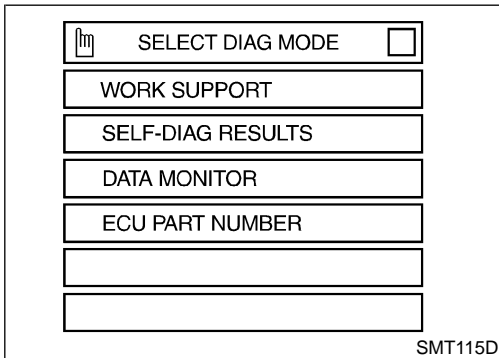 SELECT DIAG MODE
WORK SUPPORT
SELF-DIAG RESULTS
DATA MONITOR
ECU PART NUMBER
SMT115D